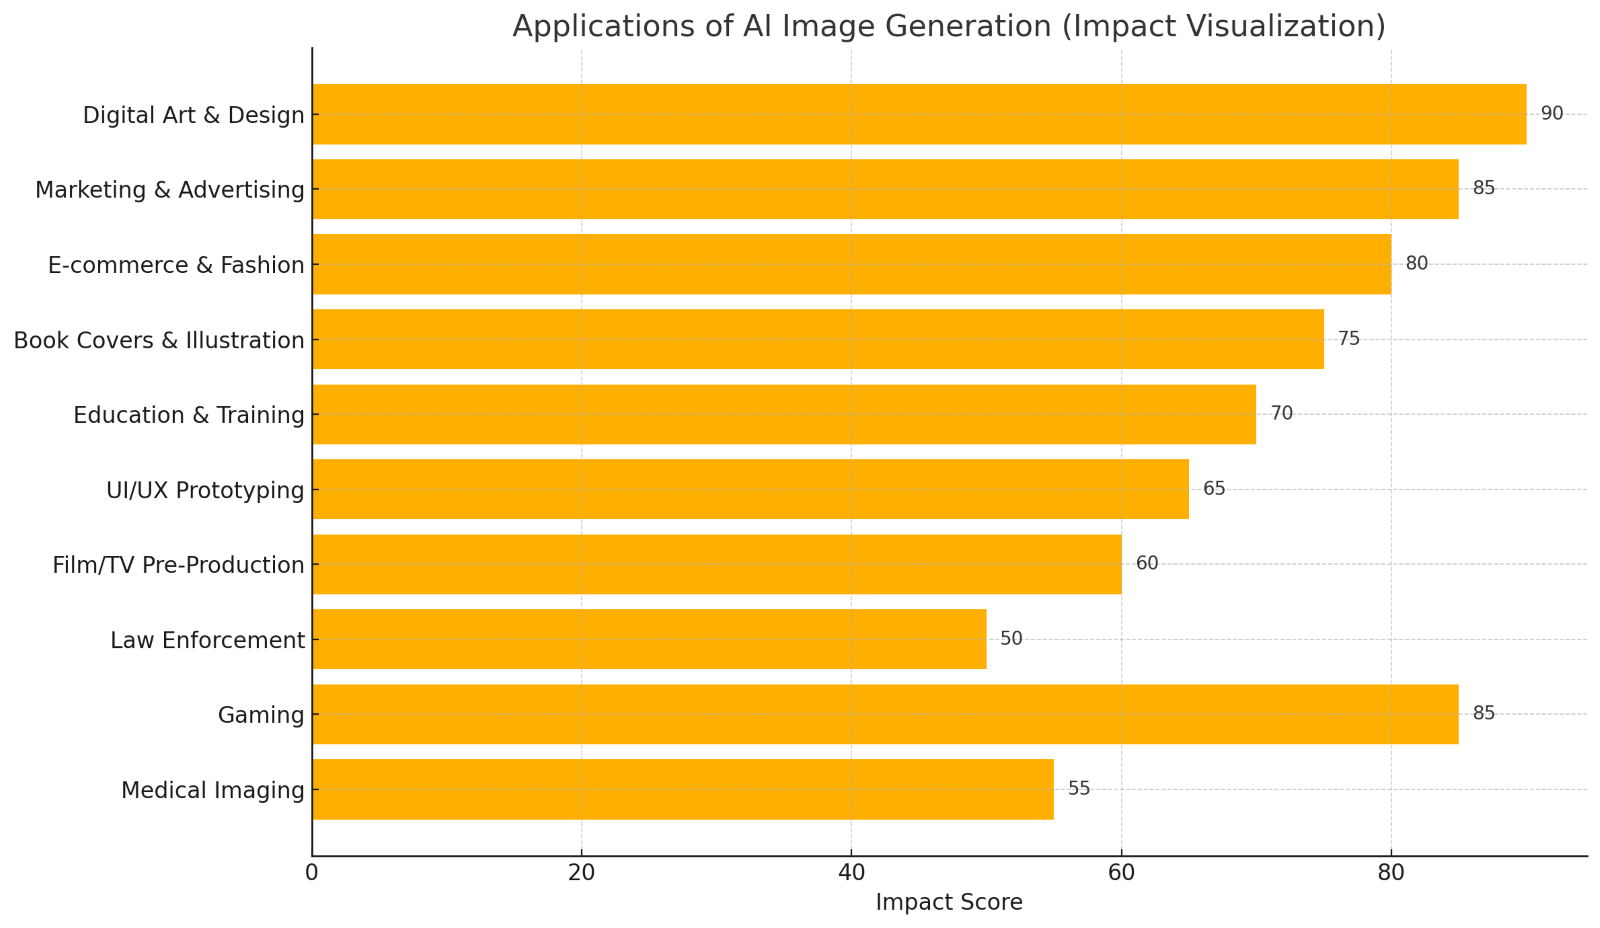 Applications of AI Image Generation (Impact Visualization)
Digital Art & Design 90
Marketing & Advertising 85
E-commerce & Fashion 80
Book Covers & Illustration 75
Education & Training 70
UI/UX Prototyping 65
Film/TV Pre-Production 60
Law Enforcement 50
Gaming 85
Medical Imaging 55
0 20 40 60 80
Impact Score